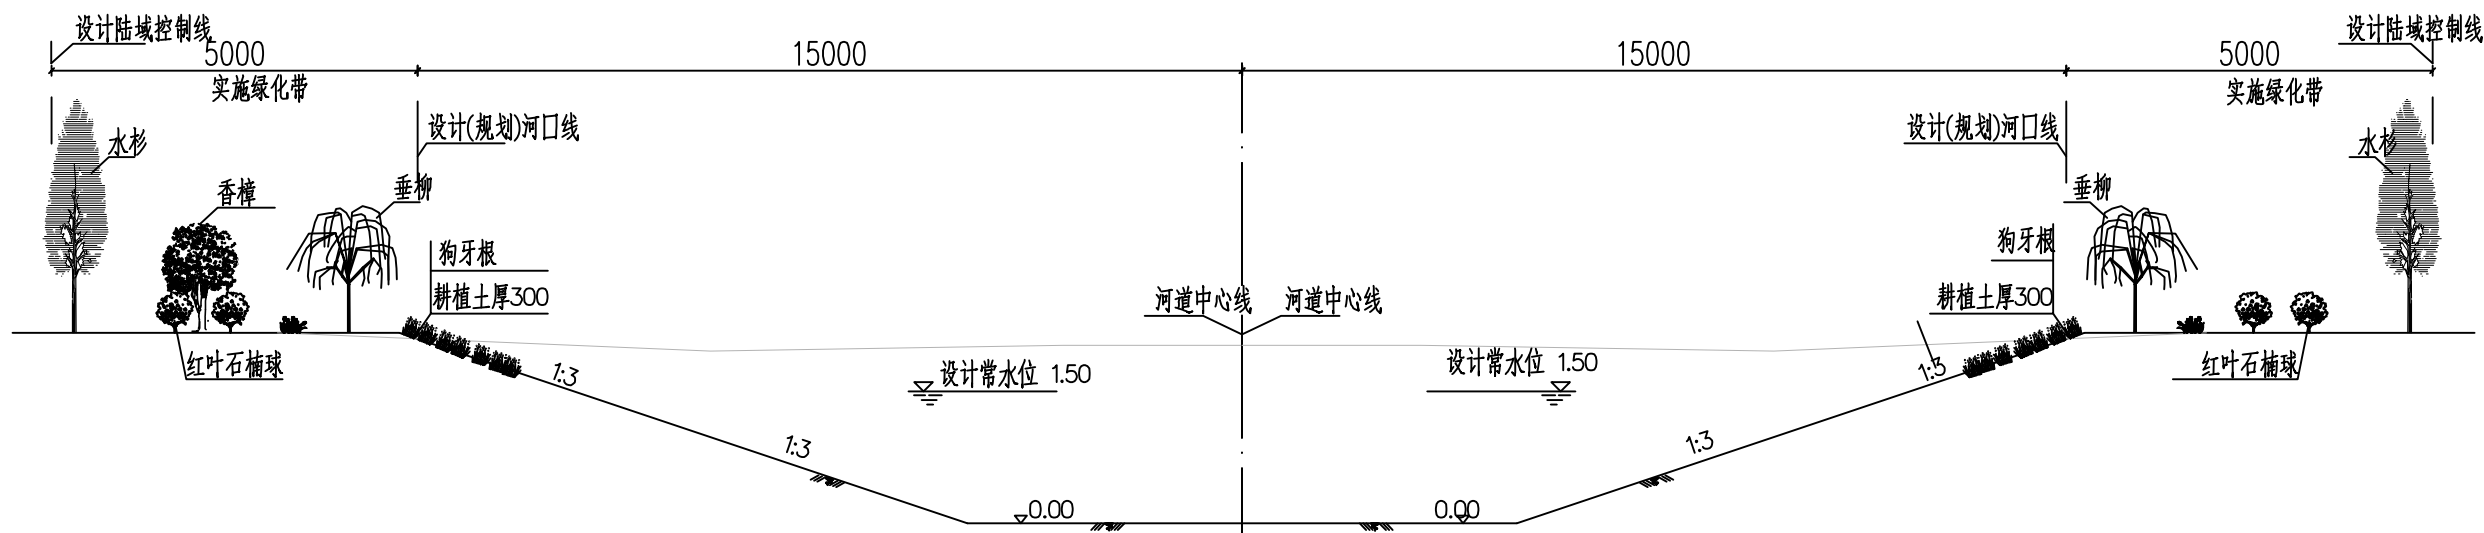 设计陆域控制线
设计陆域控制线
5000
15000
15000
5000
实施绿化带
实施绿化带
水杉
设计(规划)河口线
设计(规划)河口线
水杉
香樟
垂柳
垂柳
狗牙根
狗牙根
耕植土厚300
河道中心线
河道中心线
耕植土厚300
红叶石楠球
1:3
设计常水位 1.50
设计常水位 1.50
1:3
红叶石楠球
1:3
1:3
0.00
0.00